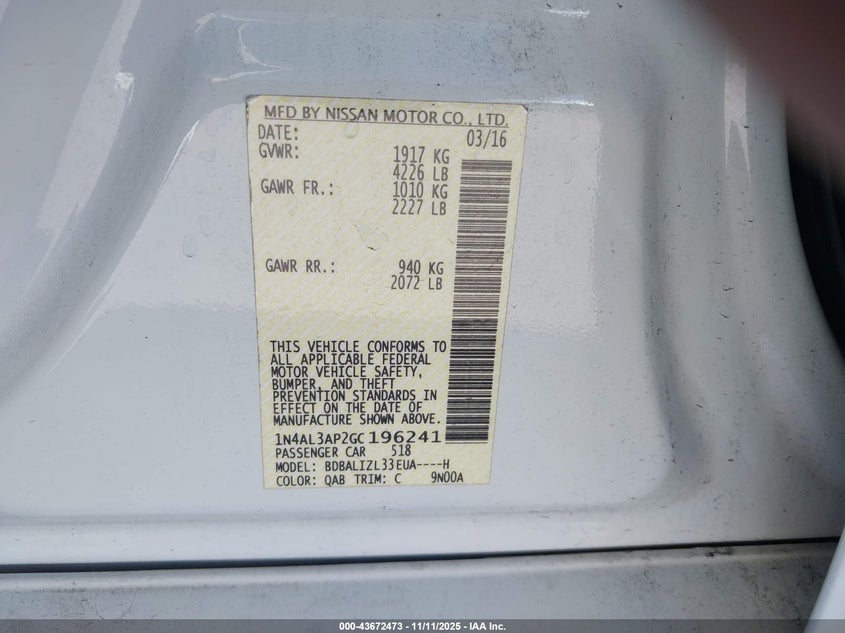 MFD BY NISSAN MOTOR CO., LTD.
DATE: 03/16
GVWR: 1917 KG
4226 LB
GAWR FR.: 1010 KG
2227 LB
GAWR RR.: 940 KG
2072 LB
THIS VEHICLE CONFORMS TO
ALL APPLICABLE FEDERAL
MOTOR VEHICLE SAFETY,
BUMPER, AND THEFT
PREVENTION STANDARDS IN
EFFECT ON THE DATE OF
MANUFACTURE SHOWN ABOVE.
1N4AL3AP2GC196241
PASSENGER CAR 518
MODEL: BDBALIZL33EUA----H
COLOR: QAB TRIM: C 9N00A
000-43672473 - 11/11/2025 - IAA Inc.